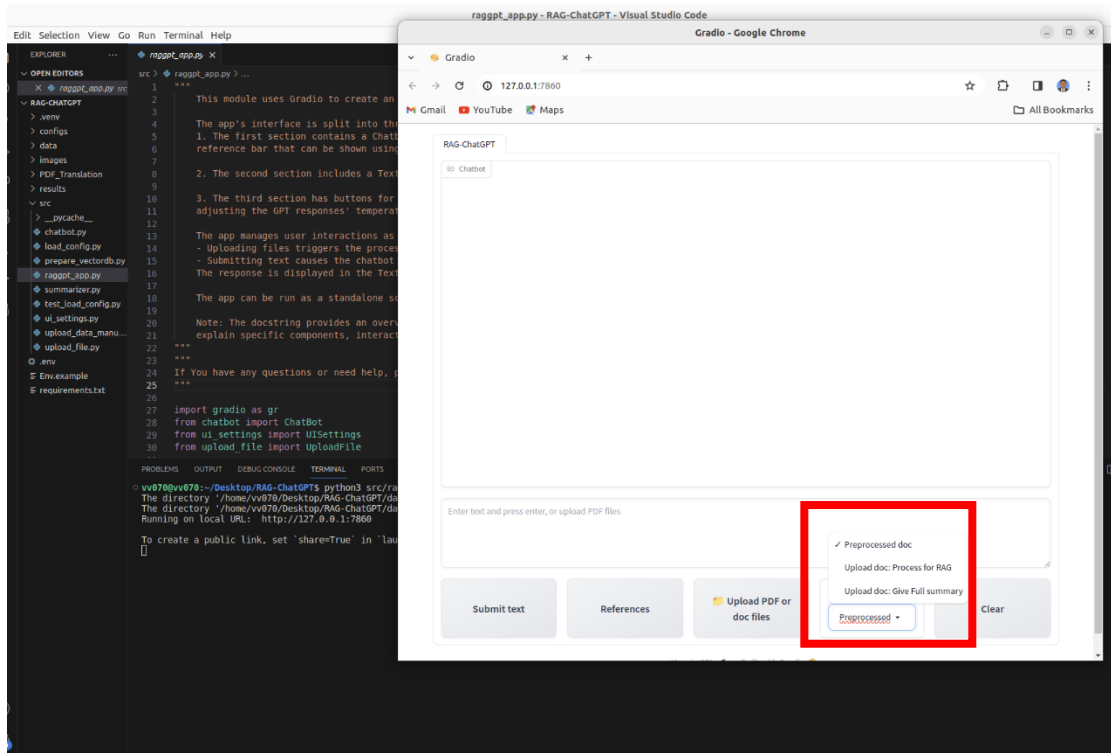 raggpt_app.py - RAG-ChatGPT - Visual Studio Code
Edit Selection View Go Run Terminal Help
EXPLORER ···
OPEN EDITORS
raggpt_app.py src
RAG-CHATGPT
.venv
configs
data
images
PDF_Translation
results
src
__pycache__
chatbot.py
load_config.py
prepare_vectordb.py
raggpt_app.py
summarizer.py
test_load_config.py
ui_settings.py
upload_data_manu...
upload_file.py
.env
Env.example
requirements.txt
raggpt_app.py
src > raggpt_app.py > ...
1 """
2 This module uses Gradio to create an
3
4 The app's interface is split into thr
5 1. The first section contains a Chatb
6 reference bar that can be shown using
7
8 2. The second section includes a Text
9
10 3. The third section has buttons for
11 adjusting the GPT responses' temperat
12
13 The app manages user interactions as
14 - Uploading files triggers the proces
15 - Submitting text causes the chatbot
16 The response is displayed in the Text
17
18 The app can be run as a standalone sc
19
20 Note: The docstring provides an overv
21 explain specific components, interact
22 """
23 """
24 If You have any questions or need help, p
25 """
26
27 import gradio as gr
28 from chatbot import ChatBot
29 from ui_settings import UISettings
30 from upload_file import UploadFile
PROBLEMS OUTPUT DEBUG CONSOLE TERMINAL PORTS
vv070@vv070:~/Desktop/RAG-ChatGPT$ python3 src/ra
The directory '/home/vv070/Desktop/RAG-ChatGPT/da
The directory '/home/vv070/Desktop/RAG-ChatGPT/da
Running on local URL: http://127.0.0.1:7860
To create a public link, set `share=True` in `lau
Gradio - Google Chrome
Gradio
127.0.0.1:7860
Gmail YouTube Maps All Bookmarks
RAG-ChatGPT
Chatbot
Enter text and press enter, or upload PDF files
✓ Preprocessed doc
Upload doc: Process for RAG
Upload doc: Give Full summary
Submit text
References
Upload PDF or
doc files
Preprocessed
Clear